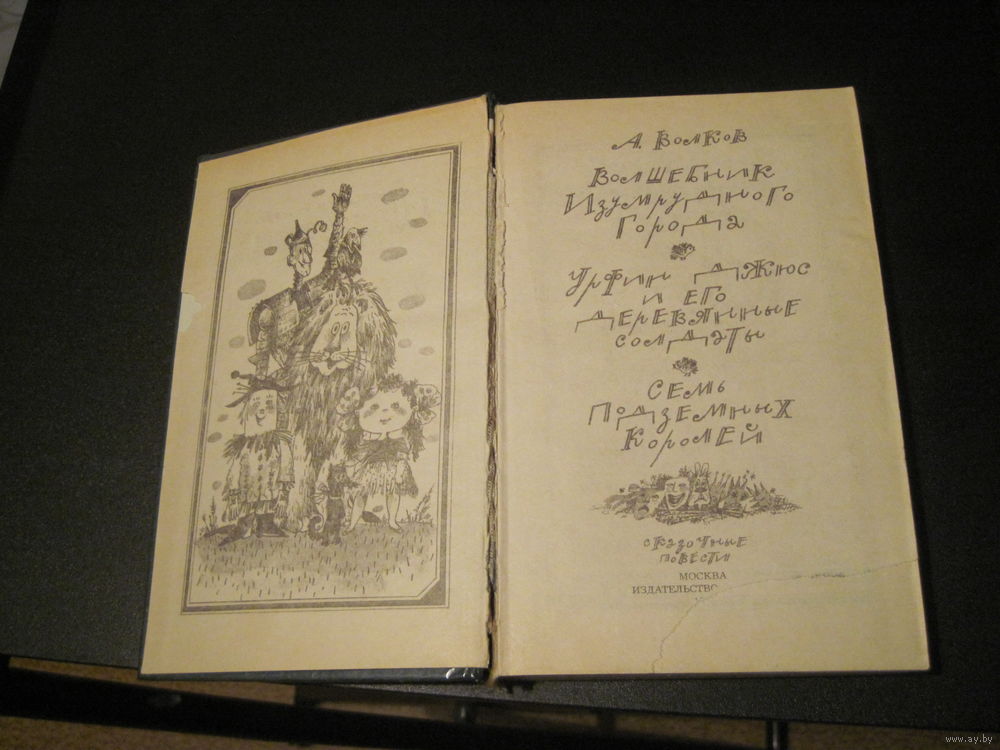 А. Волков
Волшебник
Изумрудного
Города
Урфин Джюс
и его
деревянные
солдаты
Семь
подземных
королей
сказочные
повести
МОСКВА
ИЗДАТЕЛЬСТВО
www.ay.by